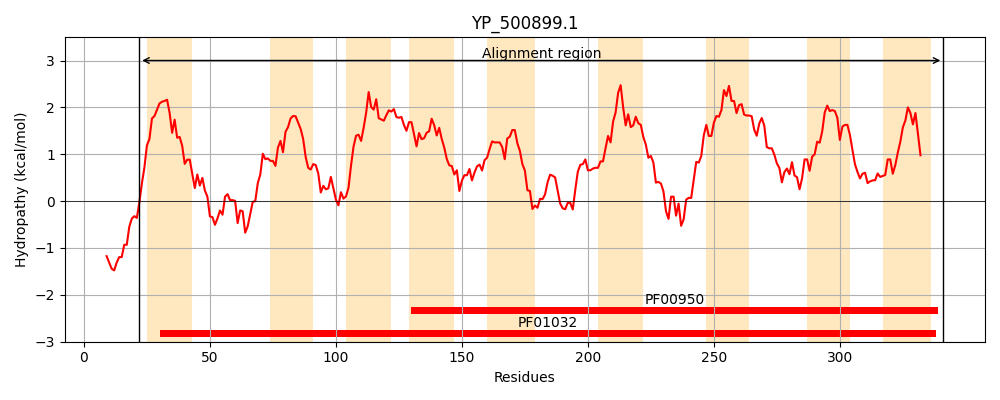 YP_500899.1
Alignment region
Hydropathy (kcal/mol)
3
2
1
0
−1
−2
−3
PF00950
PF01032
0 50 100 150 200 250 300
Residues